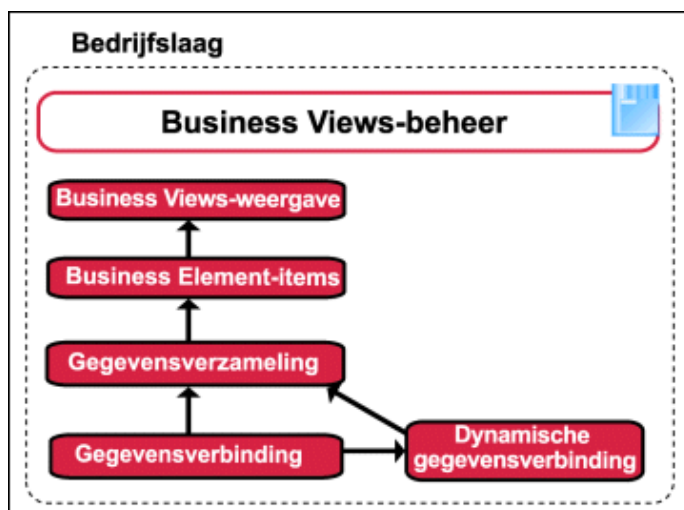 Bedrijfslaag
Business Views-beheer
Business Views-weergave
Business Element-items
Gegevensverzameling
Gegevensverbinding
Dynamische
gegevensverbinding